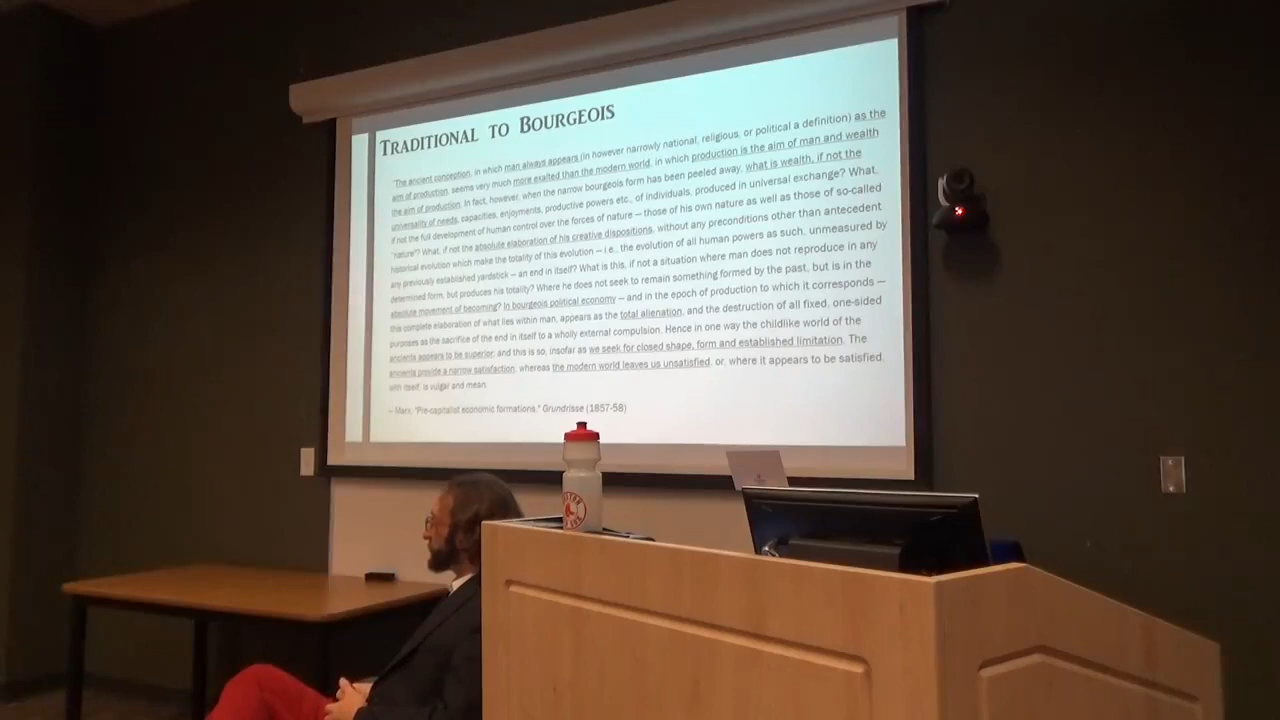 TRADITIONAL TO BOURGEOIS
"The ancient conception, in which man always appears (in however narrowly national, religious, or political a definition) as the
aim of production, seems very much more exalted than the modern world, in which production is the aim of man and wealth
the aim of production. In fact, however, when the narrow bourgeois form has been peeled away, what is wealth, if not the
universality of needs, capacities, enjoyments, productive powers etc., of individuals, produced in universal exchange? What,
if not the full development of human control over the forces of nature – those of his own nature as well as those of so-called
"nature"? What, if not the absolute elaboration of his creative dispositions, without any preconditions other than antecedent
historical evolution which make the totality of this evolution – i.e., the evolution of all human powers as such, unmeasured by
any previously established yardstick – an end in itself? What is this, if not a situation where man does not reproduce in any
determined form, but produces his totality? Where he does not seek to remain something formed by the past, but is in the
absolute movement of becoming? In bourgeois political economy – and in the epoch of production to which it corresponds –
this complete elaboration of what lies within man, appears as the total alienation, and the destruction of all fixed, one-sided
purposes as the sacrifice of the end in itself to a wholly external compulsion. Hence in one way the childlike world of the
ancients appears to be superior; and this is so, insofar as we seek for closed shape, form and established limitation. The
ancients provide a narrow satisfaction, whereas the modern world leaves us unsatisfied, or, where it appears to be satisfied,
with itself, is vulgar and mean.
– Marx, "Pre-capitalist economic formations," Grundrisse (1857-58)